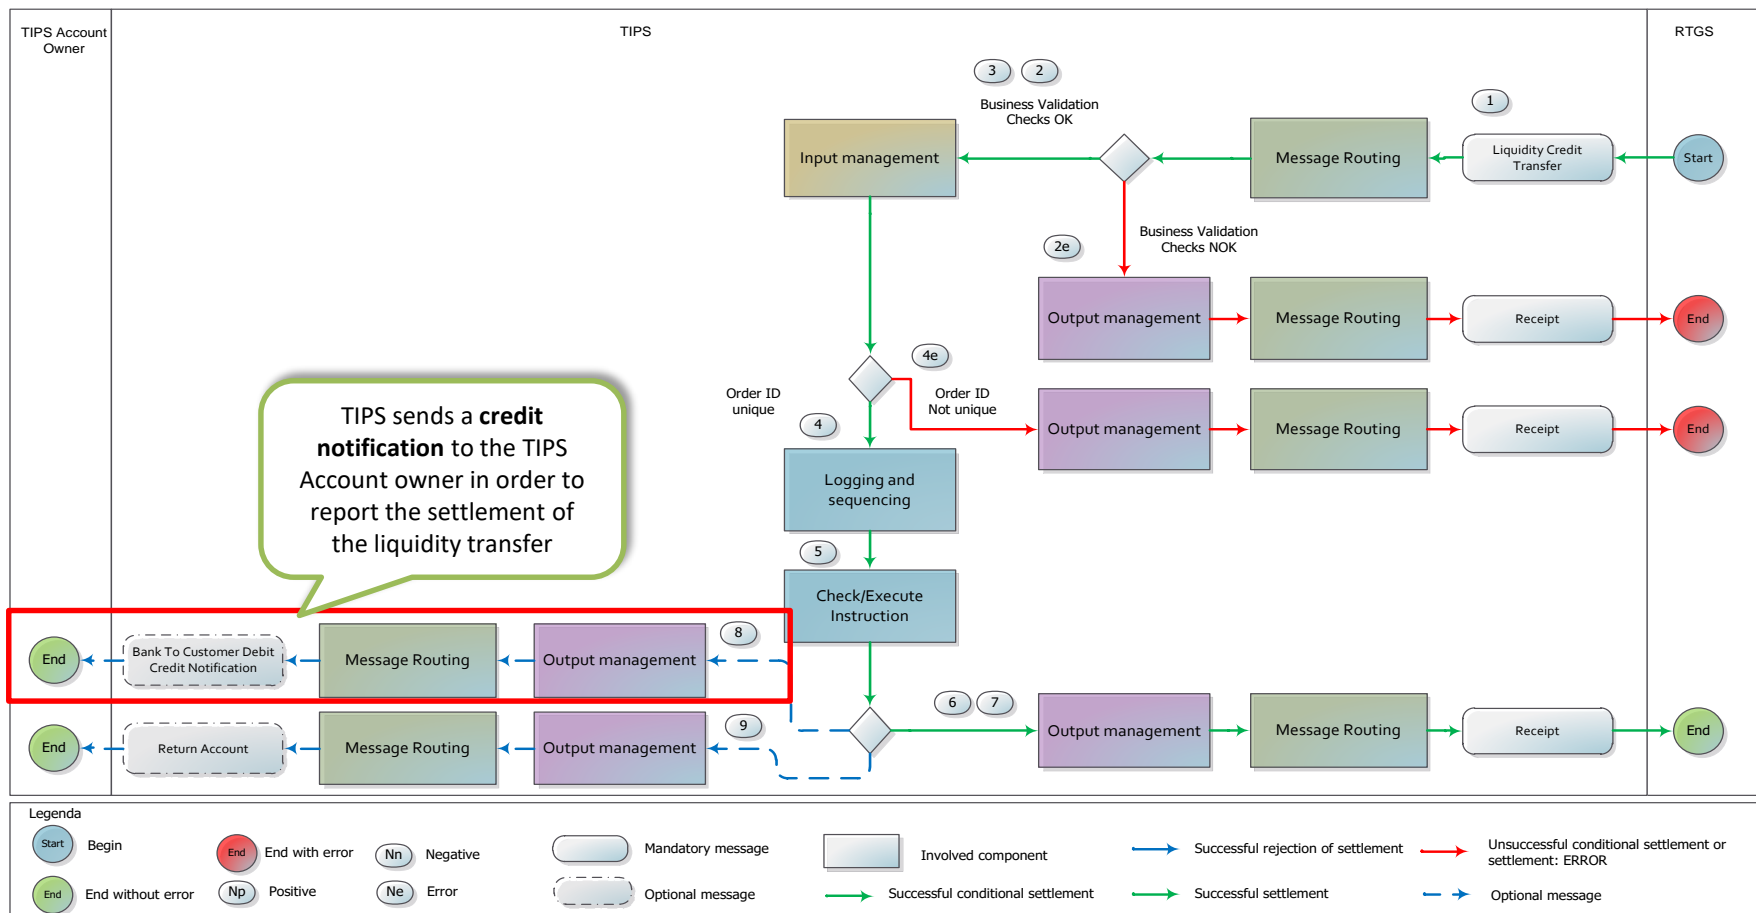 TIPS Account
Owner
TIPS
RTGS
3
2
1
Business Validation
Checks OK
Input management
Message Routing
Liquidity Credit
Transfer
Start
Business Validation
Checks NOK
2e
Output management
Message Routing
Receipt
End
4e
Order ID
unique
Order ID
Not unique
4
Output management
Message Routing
Receipt
End
TIPS sends a credit
notification to the TIPS
Account owner in order to
report the settlement of
the liquidity transfer
Logging and
sequencing
5
Check/Execute
Instruction
8
End
Bank To Customer Debit
Credit Notification
Message Routing
Output management
6
7
9
End
Return Account
Message Routing
Output management
Output management
Message Routing
Receipt
End
Legenda
Start
Begin
End
End with error
Nn
Negative
Mandatory message
Involved component
Successful rejection of settlement
Unsuccessful conditional settlement or
settlement: ERROR
End
End without error
Np
Positive
Ne
Error
Optional message
Successful conditional settlement
Successful settlement
Optional message